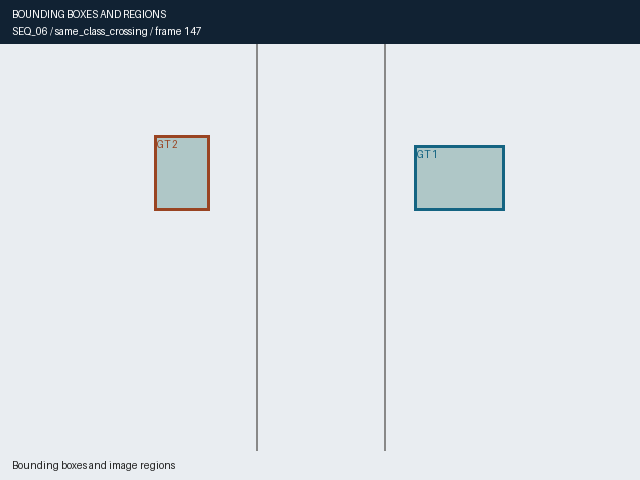 BOUNDING BOXES AND REGIONS
SEQ_06 / same_class_crossing / frame 147
GT2
GT1
Bounding boxes and image regions